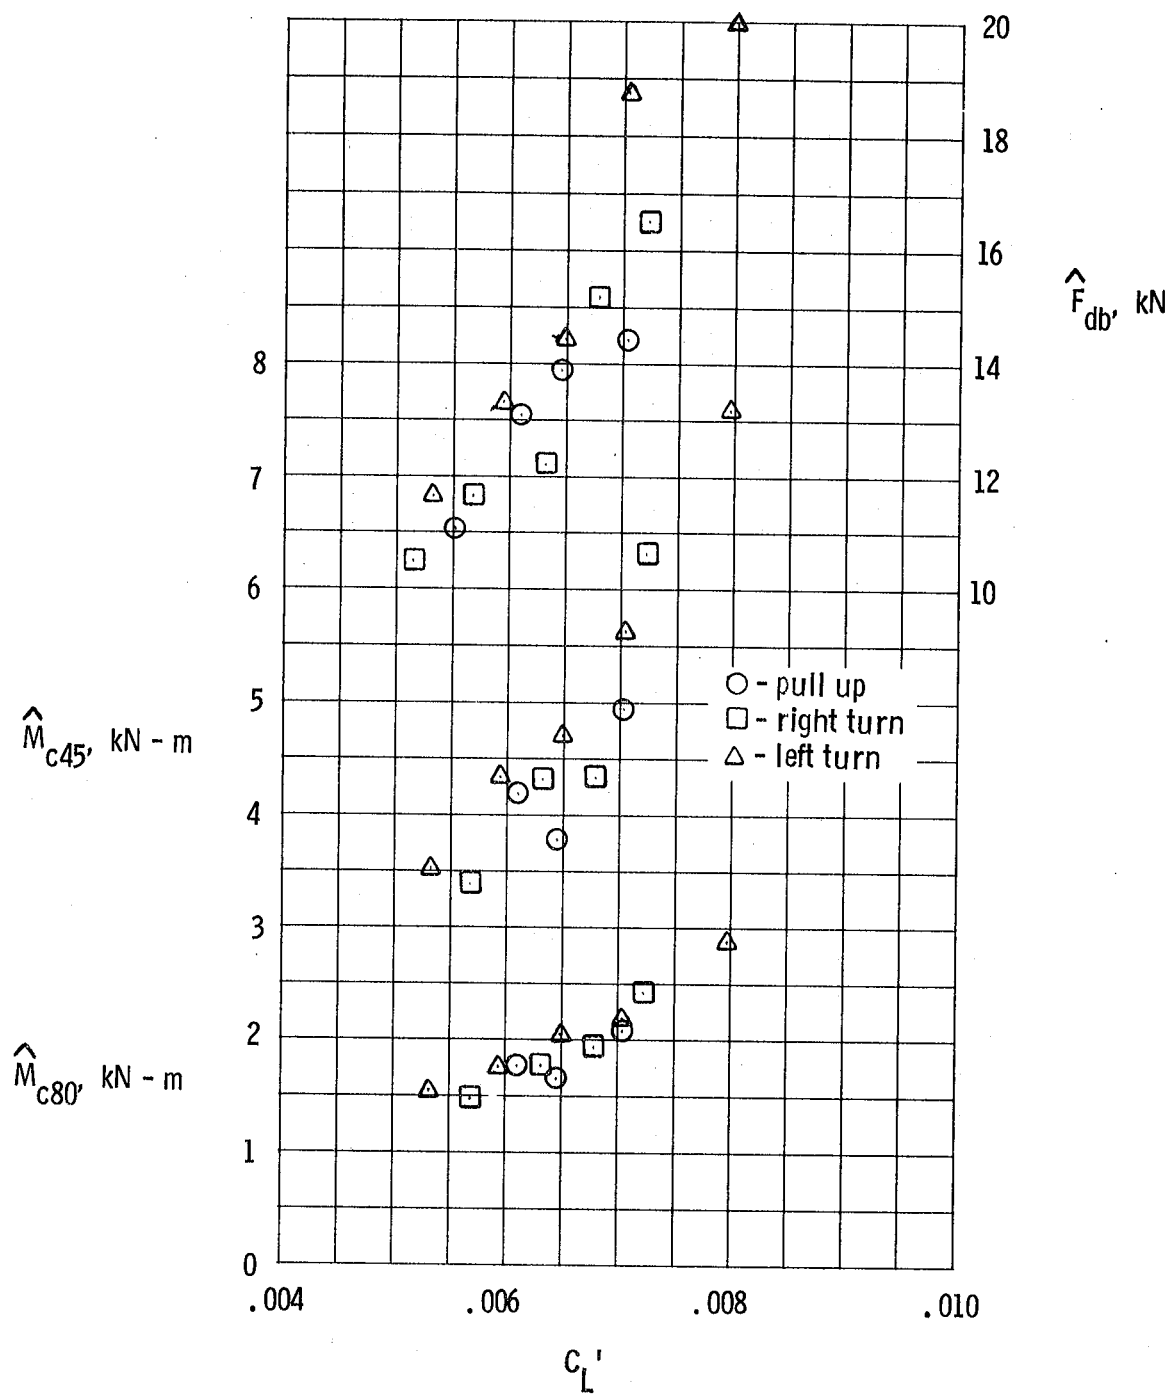 20
18
16
F̂db, kN
8
14
7
12
6
10
○ - pull up
□ - right turn
△ - left turn
5
M̂c45, kN - m
4
3
2
M̂c80, kN - m
1
0
.004 .006 .008 .010
CL'